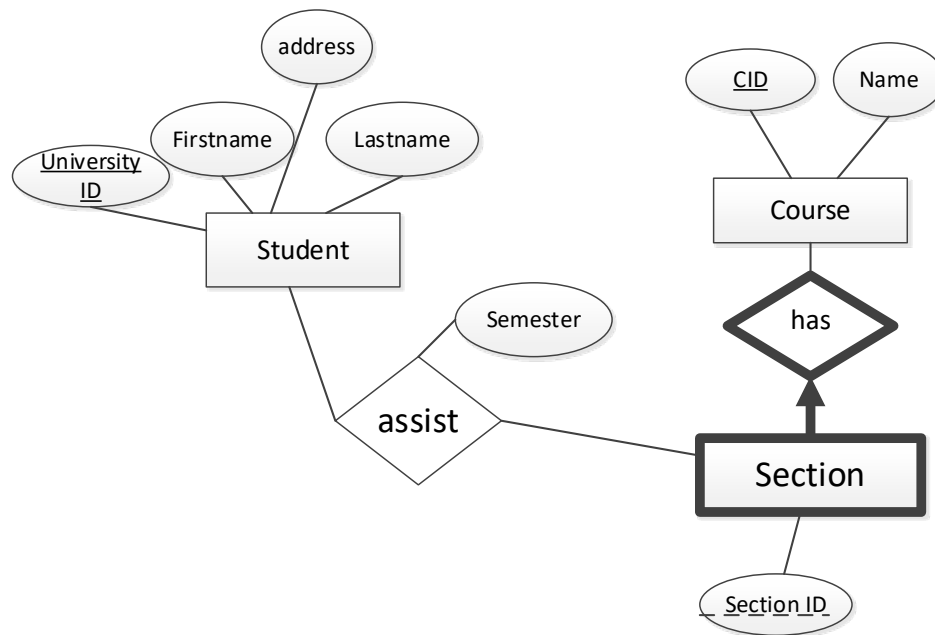 address
CID
Name
Firstname
Lastname
University
ID
Course
Student
Semester
has
assist
Section
Section ID